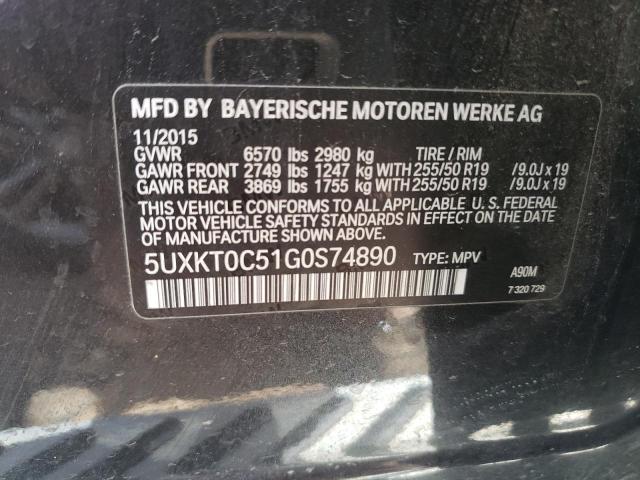 MFD BY BAYERISCHE MOTOREN WERKE AG
11/2015
GVWR 6570 lbs 2980 kg TIRE / RIM
GAWR FRONT 2749 lbs 1247 kg WITH 255/50 R19 /9.0J x 19
GAWR REAR 3869 lbs 1755 kg WITH 255/50 R19 /9.0J x 19
THIS VEHICLE CONFORMS TO ALL APPLICABLE U. S. FEDERAL
MOTOR VEHICLE SAFETY STANDARDS IN EFFECT ON THE DATE
OF MANUFACTURE SHOWN ABOVE.
5UXKT0C51G0S74890 TYPE: MPV A90M
7 320 729